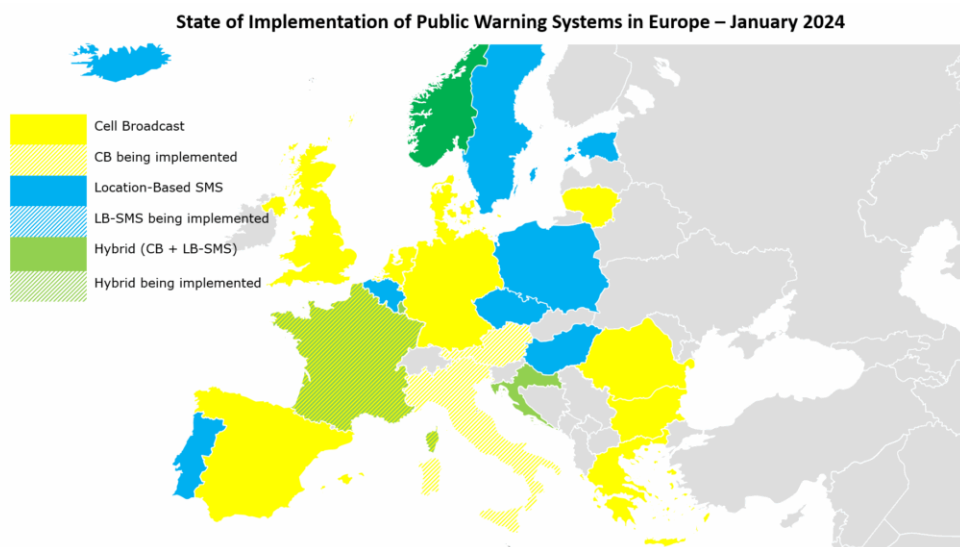 State of Implementation of Public Warning Systems in Europe – January 2024
Cell Broadcast
CB being implemented
Location-Based SMS
LB-SMS being implemented
Hybrid (CB + LB-SMS)
Hybrid being implemented